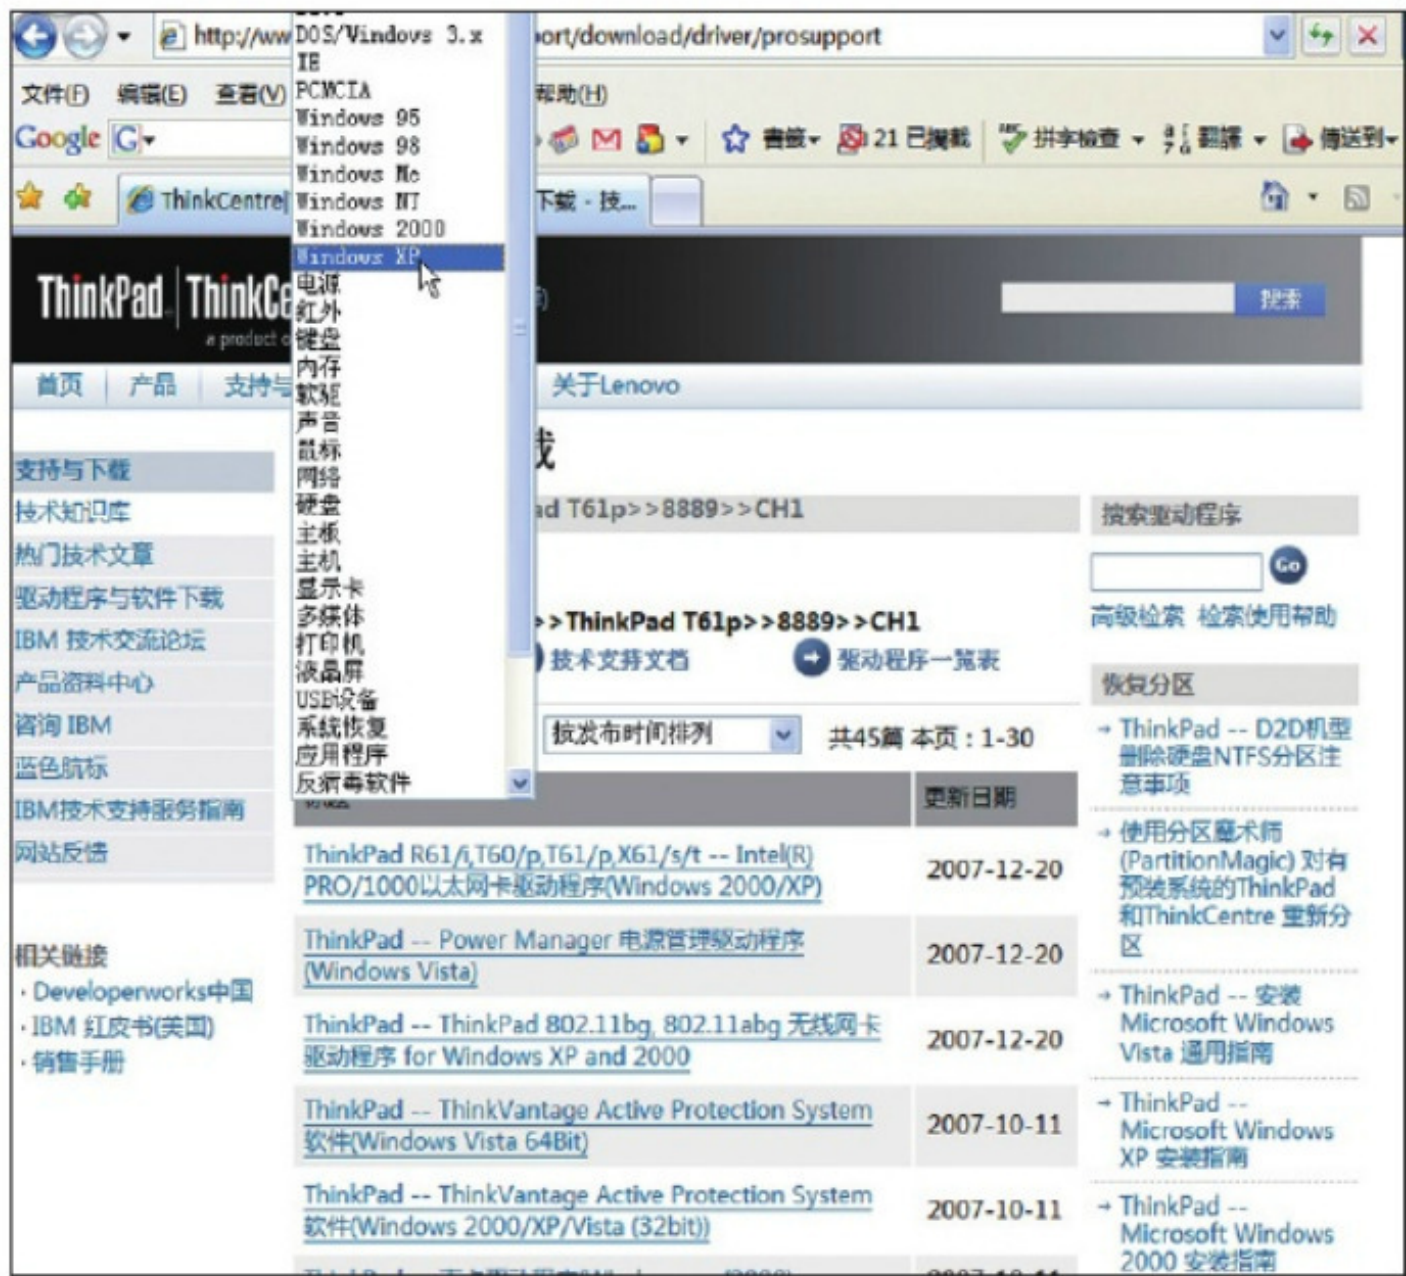 http://ww
ort/download/driver/prosupport
文件(F) 编辑(E) 查看(V)
帮助(H)
Google
書籤 21 已攔截 拼字檢查 翻譯 傳送到
ThinkCentre
下载 - 技...
DOS/Windows 3.x
IE
PCMCIA
Windows 95
Windows 98
Windows Me
Windows NT
Windows 2000
Windows XP
电源
红外
键盘
内存
软驱
声音
鼠标
网络
硬盘
主板
主机
显示卡
多媒体
打印机
液晶屏
USB设备
系统恢复
应用程序
反病毒软件
ThinkPad ThinkCe
a product o
搜索
首页 产品 支持与
关于Lenovo
支持与下载
技术知识库
热门技术文章
驱动程序与软件下载
IBM 技术交流论坛
产品资料中心
咨询 IBM
蓝色航标
IBM技术支持服务指南
网站反馈
相关链接
· Developerworks中国
· IBM 红皮书(美国)
· 销售手册
载
ad T61p>>8889>>CH1
>>ThinkPad T61p>>8889>>CH1
技术支持文档 驱动程序一览表
按发布时间排列 共45篇 本页：1-30
更新日期
ThinkPad R61/i,T60/p,T61/p,X61/s/t -- Intel(R)
PRO/1000以太网卡驱动程序(Windows 2000/XP)
2007-12-20
ThinkPad -- Power Manager 电源管理驱动程序
(Windows Vista)
2007-12-20
ThinkPad -- ThinkPad 802.11bg, 802.11abg 无线网卡
驱动程序 for Windows XP and 2000
2007-12-20
ThinkPad -- ThinkVantage Active Protection System
软件(Windows Vista 64Bit)
2007-10-11
ThinkPad -- ThinkVantage Active Protection System
软件(Windows 2000/XP/Vista (32bit))
2007-10-11
搜索驱动程序
Go
高级检索 检索使用帮助
恢复分区
ThinkPad -- D2D机型
删除硬盘NTFS分区注
意事项
使用分区魔术师
(PartitionMagic) 对有
预装系统的ThinkPad
和ThinkCentre 重新分
区
ThinkPad -- 安装
Microsoft Windows
Vista 通用指南
ThinkPad --
Microsoft Windows
XP 安装指南
ThinkPad --
Microsoft Windows
2000 安装指南